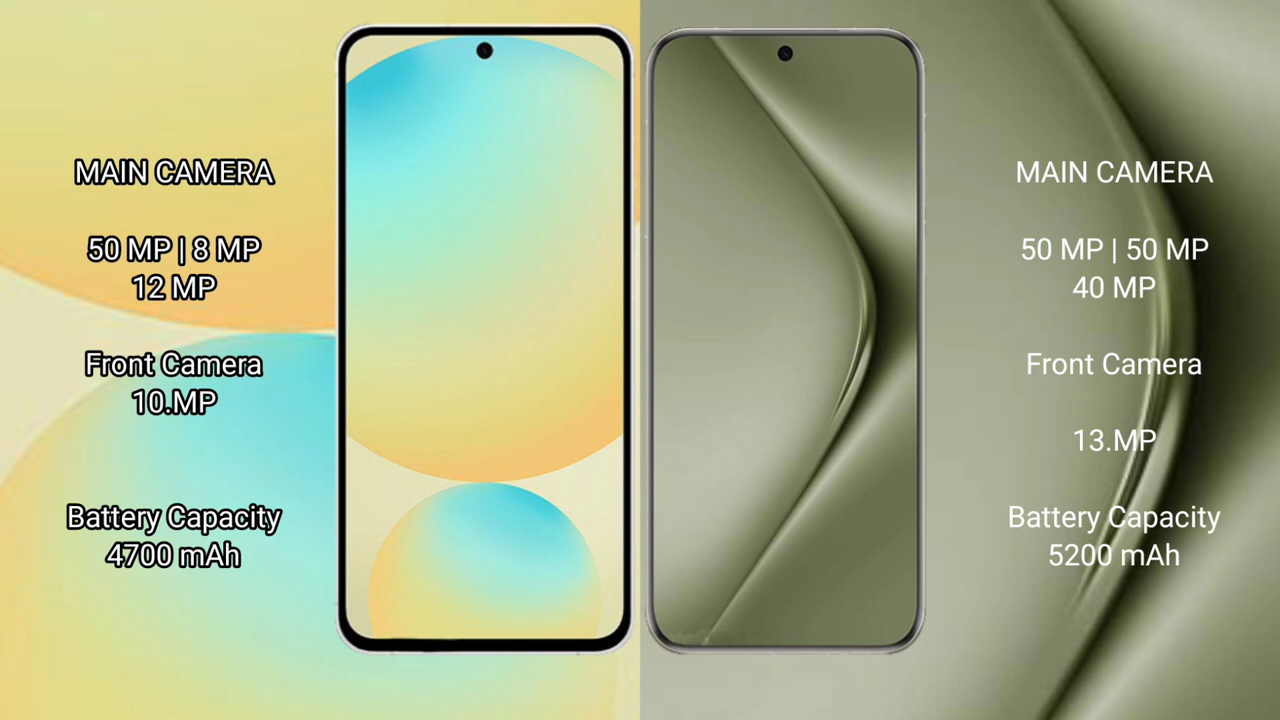 MAIN CAMERA
50 MP | 8 MP
12 MP
Front Camera
10.MP
Battery Capacity
4700 mAh
MAIN CAMERA
50 MP | 50 MP
40 MP
Front Camera
13.MP
Battery Capacity
5200 mAh